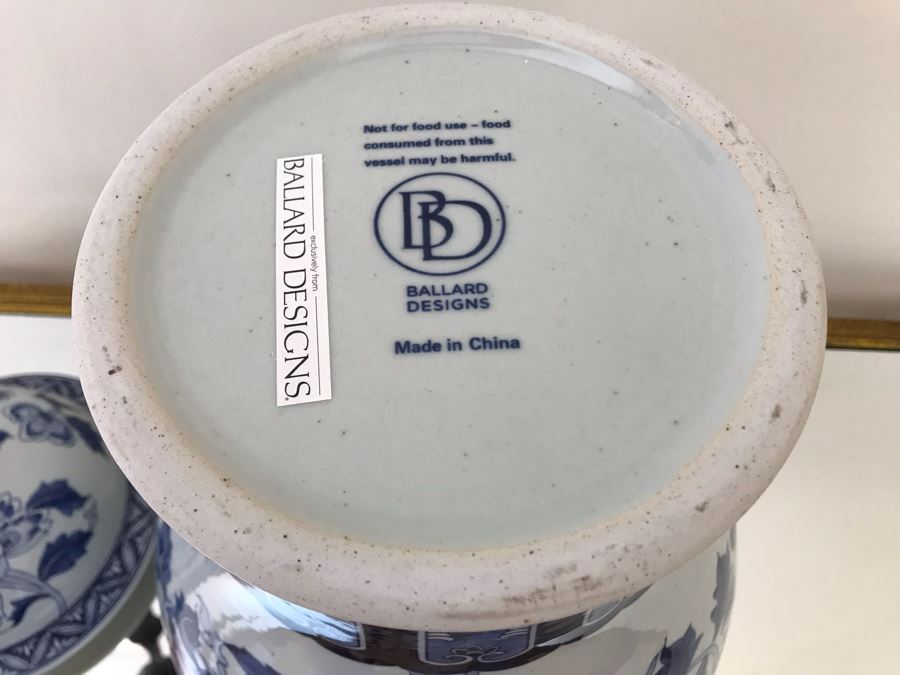 Not for food use – food
consumed from this
vessel may be harmful.
BD
BALLARD
DESIGNS
Made in China
exclusively from
BALLARD DESIGNS.